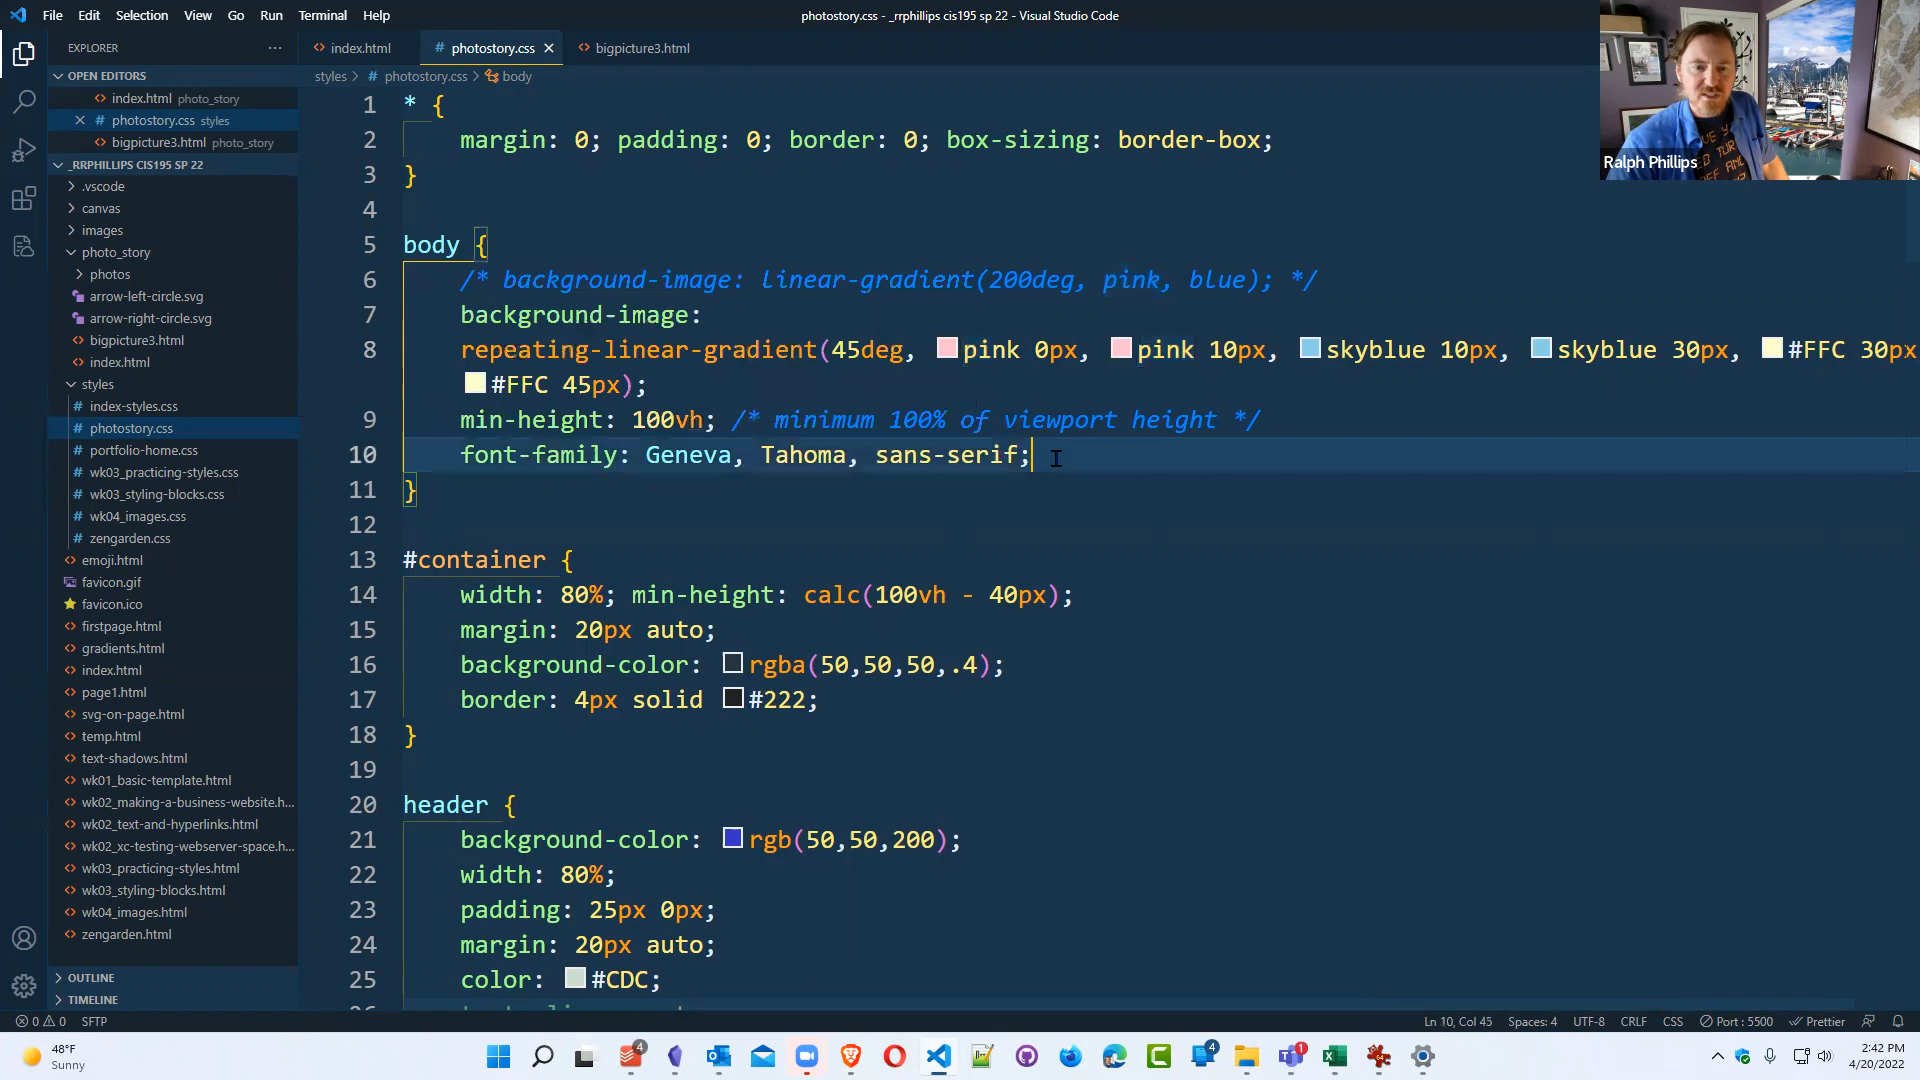 File Edit Selection View Go Run Terminal Help
photostory.css - _rrphillips cis195 sp 22 - Visual Studio Code
EXPLORER
OPEN EDITORS
index.html photo_story
photostory.css styles
bigpicture3.html photo_story
_RRPHILLIPS CIS195 SP 22
.vscode
canvas
images
photo_story
photos
arrow-left-circle.svg
arrow-right-circle.svg
bigpicture3.html
index.html
styles
index-styles.css
photostory.css
portfolio-home.css
wk03_practicing-styles.css
wk03_styling-blocks.css
wk04_images.css
zengarden.css
emoji.html
favicon.gif
favicon.ico
firstpage.html
gradients.html
index.html
page1.html
svg-on-page.html
temp.html
text-shadows.html
wk01_basic-template.html
wk02_making-a-business-website.h...
wk02_text-and-hyperlinks.html
wk02_xc-testing-webserver-space.h...
wk03_practicing-styles.html
wk03_styling-blocks.html
wk04_images.html
zengarden.html
OUTLINE
TIMELINE
index.html photostory.css bigpicture3.html
styles > photostory.css > body
1 * {
2 margin: 0; padding: 0; border: 0; box-sizing: border-box;
3 }
4
5 body {
6 /* background-image: linear-gradient(200deg, pink, blue); */
7 background-image:
8 repeating-linear-gradient(45deg, pink 0px, pink 10px, skyblue 10px, skyblue 30px, #FFC 30px
#FFC 45px);
9 min-height: 100vh; /* minimum 100% of viewport height */
10 font-family: Geneva, Tahoma, sans-serif;
11 }
12
13 #container {
14 width: 80%; min-height: calc(100vh - 40px);
15 margin: 20px auto;
16 background-color: rgba(50,50,50,.4);
17 border: 4px solid #222;
18 }
19
20 header {
21 background-color: rgb(50,50,200);
22 width: 80%;
23 padding: 25px 0px;
24 margin: 20px auto;
25 color: #CDC;
Ralph Phillips
0 0 SFTP
Ln 10, Col 45 Spaces: 4 UTF-8 CRLF CSS Port : 5500 Prettier
48°F
Sunny
4
4
1
2:42 PM
4/20/2022